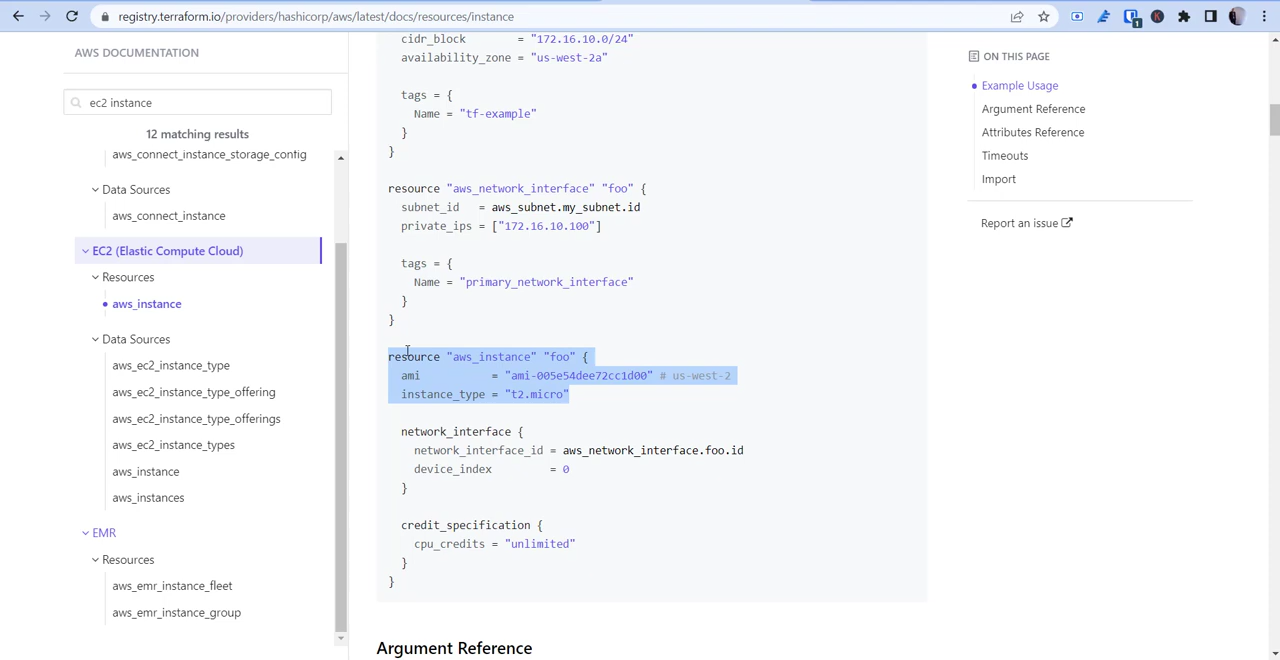 registry.terraform.io/providers/hashicorp/aws/latest/docs/resources/instance
1
K
AWS DOCUMENTATION
ec2 instance
12 matching results
aws_connect_instance_storage_config
Data Sources
aws_connect_instance
EC2 (Elastic Compute Cloud)
Resources
aws_instance
Data Sources
aws_ec2_instance_type
aws_ec2_instance_type_offering
aws_ec2_instance_type_offerings
aws_ec2_instance_types
aws_instance
aws_instances
EMR
Resources
aws_emr_instance_fleet
aws_emr_instance_group
cidr_block        = "172.16.10.0/24"
availability_zone = "us-west-2a"
tags = {
Name = "tf-example"
}
}
resource "aws_network_interface" "foo" {
subnet_id   = aws_subnet.my_subnet.id
private_ips = ["172.16.10.100"]
tags = {
Name = "primary_network_interface"
}
}
resource "aws_instance" "foo" {
ami           = "ami-005e54dee72cc1d00" # us-west-2
instance_type = "t2.micro"
network_interface {
network_interface_id = aws_network_interface.foo.id
device_index         = 0
}
credit_specification {
cpu_credits = "unlimited"
}
}
Argument Reference
ON THIS PAGE
Example Usage
Argument Reference
Attributes Reference
Timeouts
Import
Report an issue